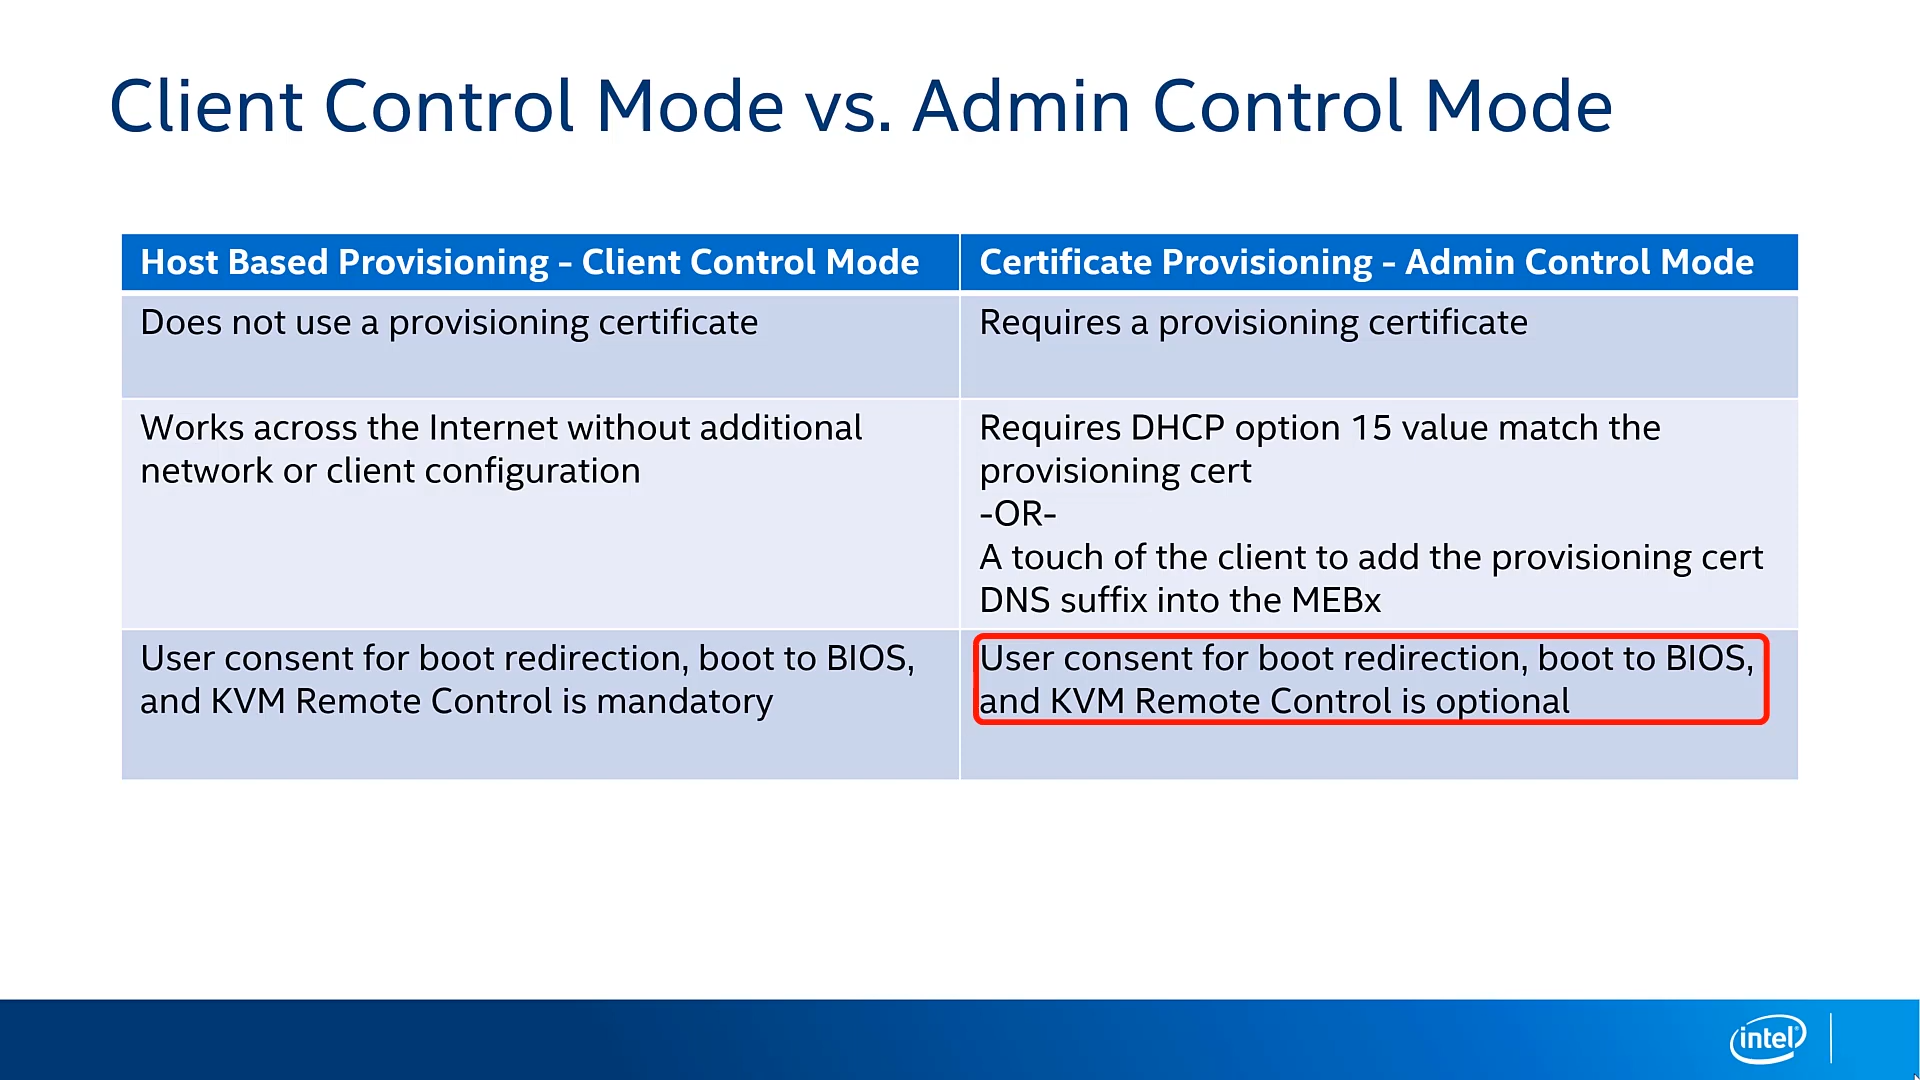 Client Control Mode vs. Admin Control Mode
Host Based Provisioning - Client Control Mode
Certificate Provisioning - Admin Control Mode
Does not use a provisioning certificate
Requires a provisioning certificate
Works across the Internet without additional
network or client configuration
Requires DHCP option 15 value match the
provisioning cert
-OR-
A touch of the client to add the provisioning cert
DNS suffix into the MEBx
User consent for boot redirection, boot to BIOS,
and KVM Remote Control is mandatory
User consent for boot redirection, boot to BIOS,
and KVM Remote Control is optional
intel®